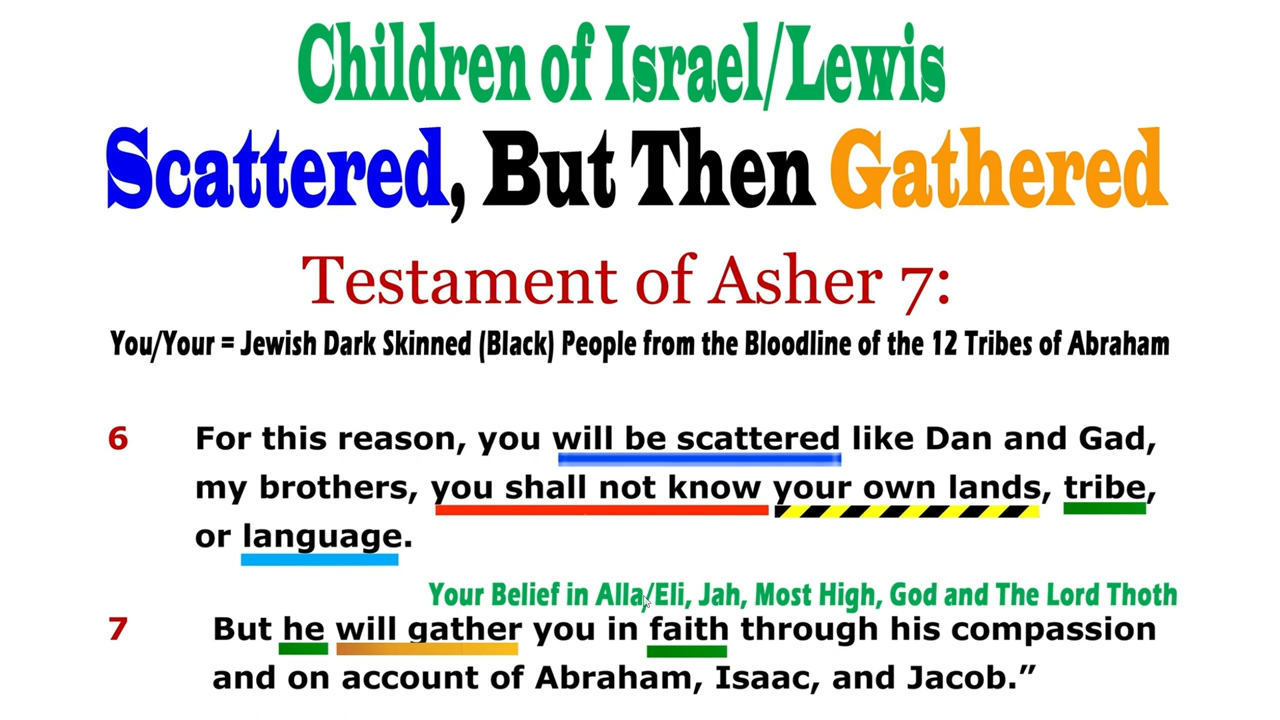 Children of Israel/Lewis
Scattered, But Then Gathered
Testament of Asher 7:
You/Your = Jewish Dark Skinned (Black) People from the Bloodline of the 12 Tribes of Abraham
6 For this reason, you will be scattered like Dan and Gad,
my brothers, you shall not know your own lands, tribe,
or language.
Your Belief in Alla/Eli, Jah, Most High, God and The Lord Thoth
7 But he will gather you in faith through his compassion
and on account of Abraham, Isaac, and Jacob.”